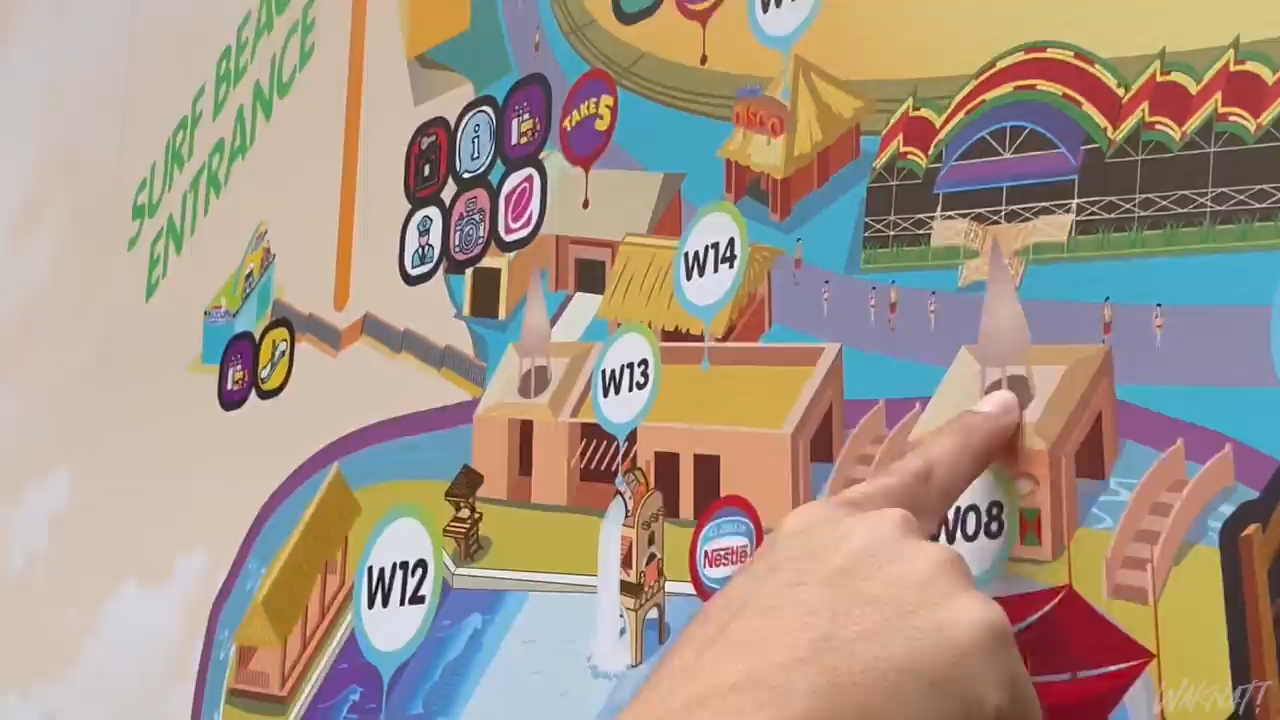 SURF BEACH
ENTRANCE
TAKE 5
DISCO
W14
W13
W08
W12
Nestlé